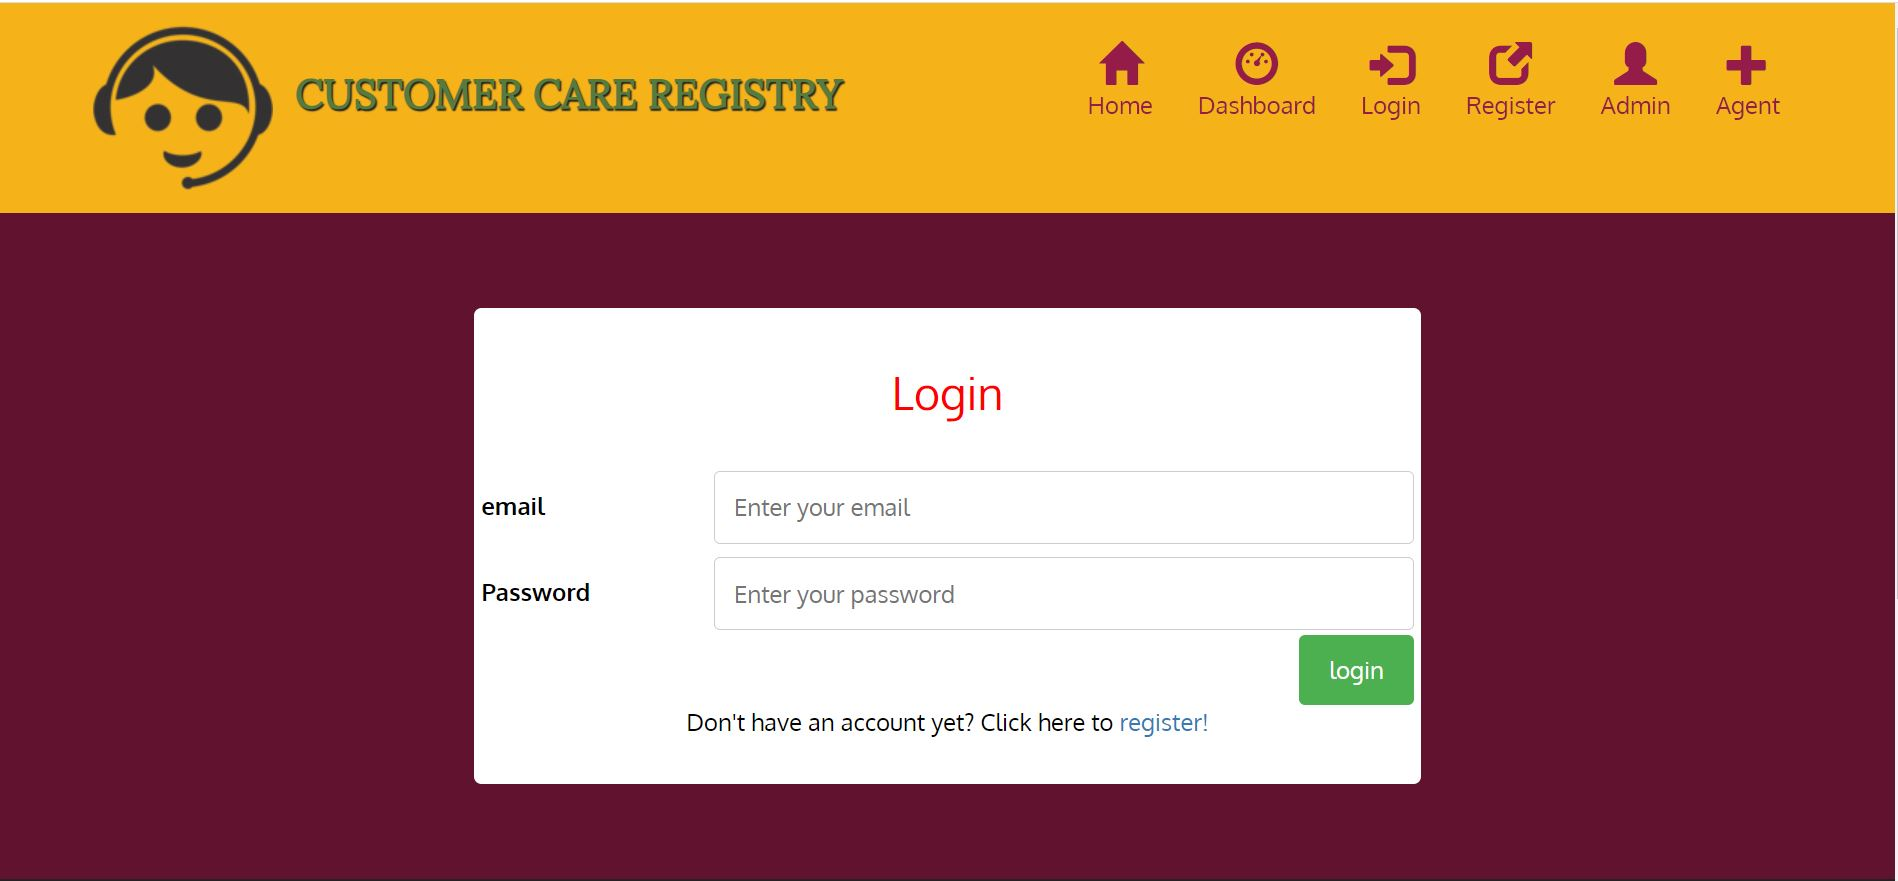 CUSTOMER CARE REGISTRY
Home Dashboard Login Register Admin Agent
Login
email Enter your email
Password Enter your password
login
Don't have an account yet? Click here to register!